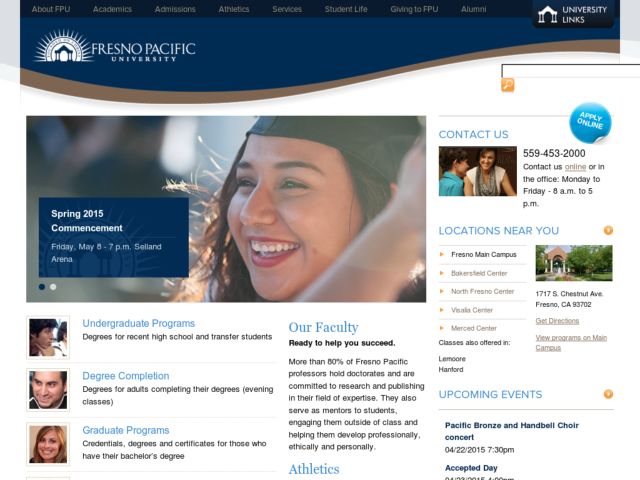 About FPU Academics Admissions Athletics Services Student Life Giving to FPU Alumni
UNIVERSITY
LINKS
FRESNO PACIFIC
UNIVERSITY
APPLY
ONLINE
Spring 2015
Commencement
Friday, May 8 - 7 p.m. Selland
Arena
CONTACT US
559-453-2000
Contact us online or in
the office: Monday to
Friday - 8 a.m. to 5
p.m.
LOCATIONS NEAR YOU
Fresno Main Campus
Bakersfield Center
North Fresno Center
Visalia Center
Merced Center
Classes also offered in:
Lemoore
Hanford
1717 S. Chestnut Ave.
Fresno, CA 93702
Get Directions
View programs on Main
Campus
UPCOMING EVENTS
Pacific Bronze and Handbell Choir
concert
04/22/2015 7:30pm
Accepted Day
04/23/2015 4:00pm
Undergraduate Programs
Degrees for recent high school and transfer students
Degree Completion
Degrees for adults completing their degrees (evening
classes)
Graduate Programs
Credentials, degrees and certificates for those who
have their bachelor's degree
Our Faculty
Ready to help you succeed.
More than 80% of Fresno Pacific
professors hold doctorates and are
committed to research and publishing
in their field of expertise. They also
serve as mentors to students,
engaging them outside of class and
helping them develop professionally,
ethically and personally.
Athletics